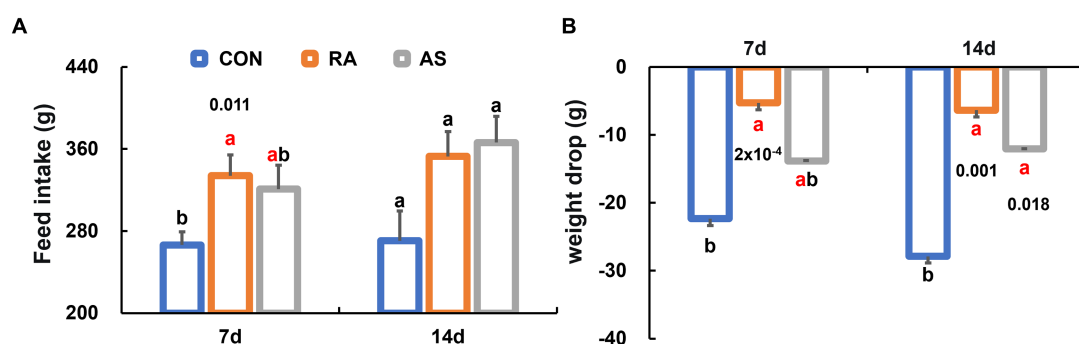 A
CON RA AS
Feed intake (g)
440
360
280
200
0.011
b
a
ab
a
a
a
7d
14d
B
7d
14d
weight drop (g)
0
-10
-20
-30
-40
b
a
2x10⁻⁴
ab
b
a
0.001
a
0.018